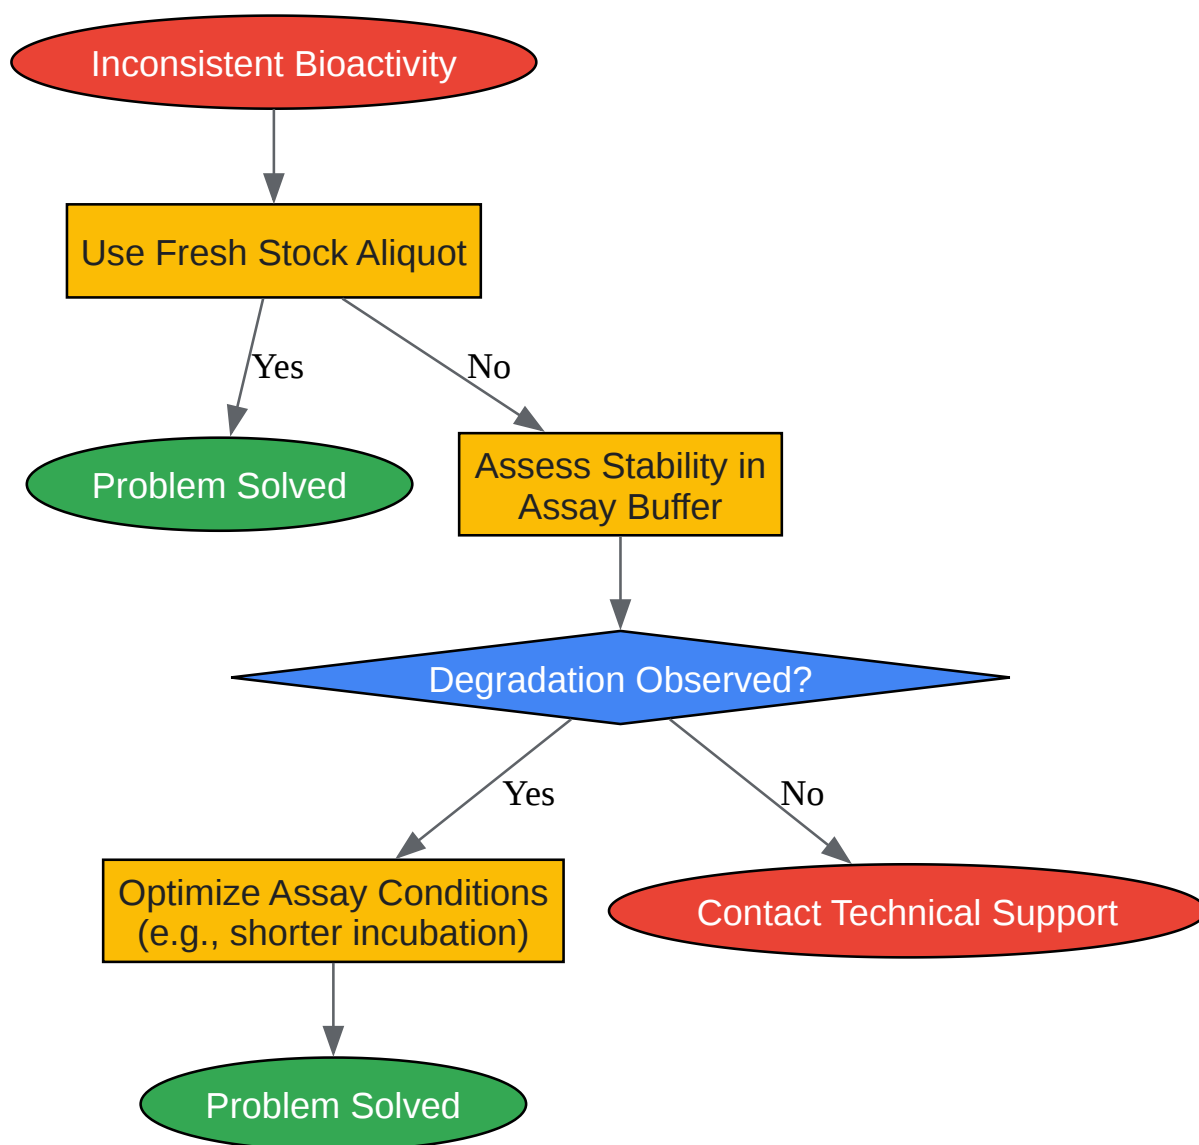 Inconsistent Bioactivity
Use Fresh Stock Aliquot
Yes
No
Problem Solved
Assess Stability in
Assay Buffer
Degradation Observed?
Yes
No
Optimize Assay Conditions
(e.g., shorter incubation)
Contact Technical Support
Problem Solved